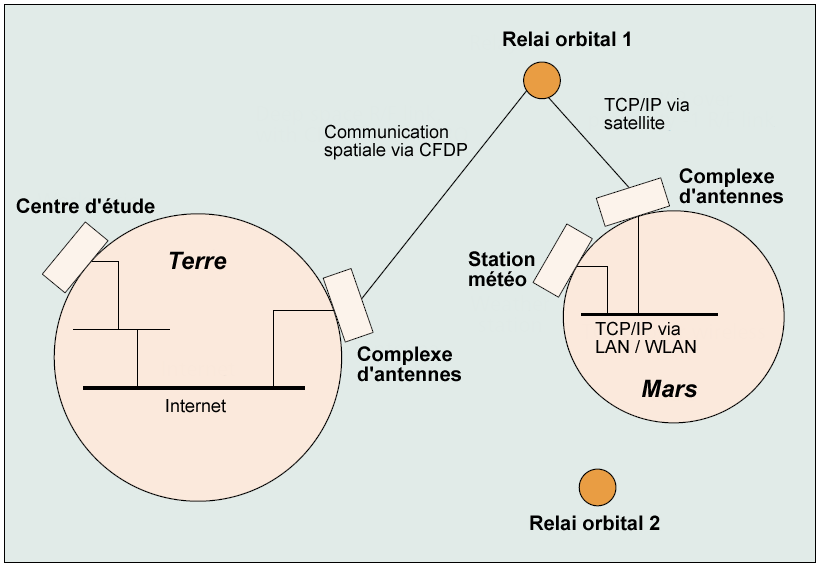 Relai orbital 1
TCP/IP via
satellite
Communication
spatiale via CFDP
Complexe
d'antennes
Centre d'étude
Terre
Station
météo
TCP/IP via
LAN / WLAN
Complexe
d'antennes
Mars
Internet
Relai orbital 2